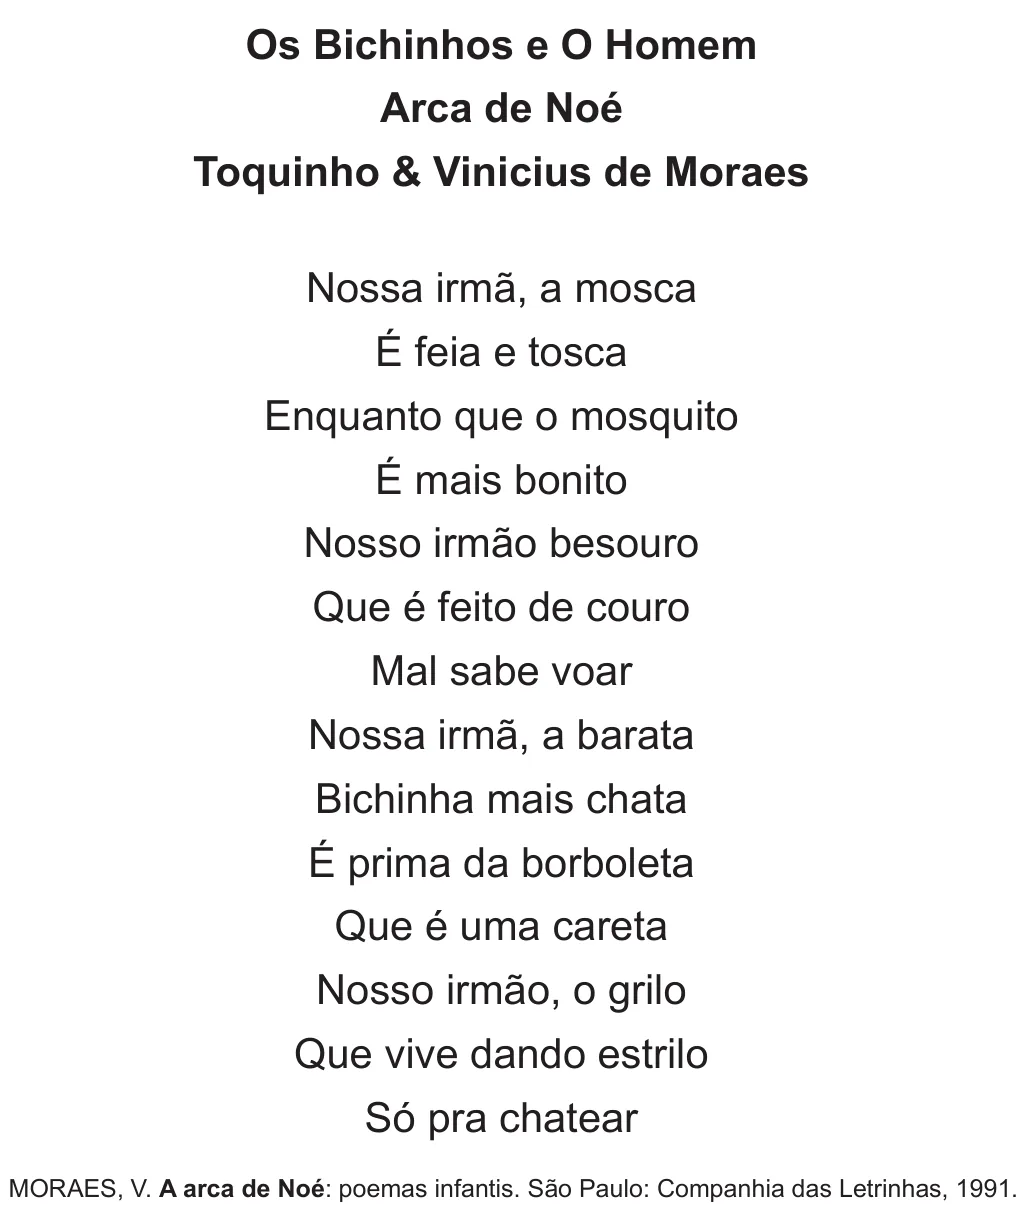 Os Bichinhos e O Homem
Arca de Noé
Toquinho & Vinicius de Moraes
Nossa irmã, a mosca
É feia e tosca
Enquanto que o mosquito
É mais bonito
Nosso irmão besouro
Que é feito de couro
Mal sabe voar
Nossa irmã, a barata
Bichinha mais chata
É prima da borboleta
Que é uma careta
Nosso irmão, o grilo
Que vive dando estrilo
Só pra chatear
MORAES, V. A arca de Noé: poemas infantis. São Paulo: Companhia das Letrinhas, 1991.